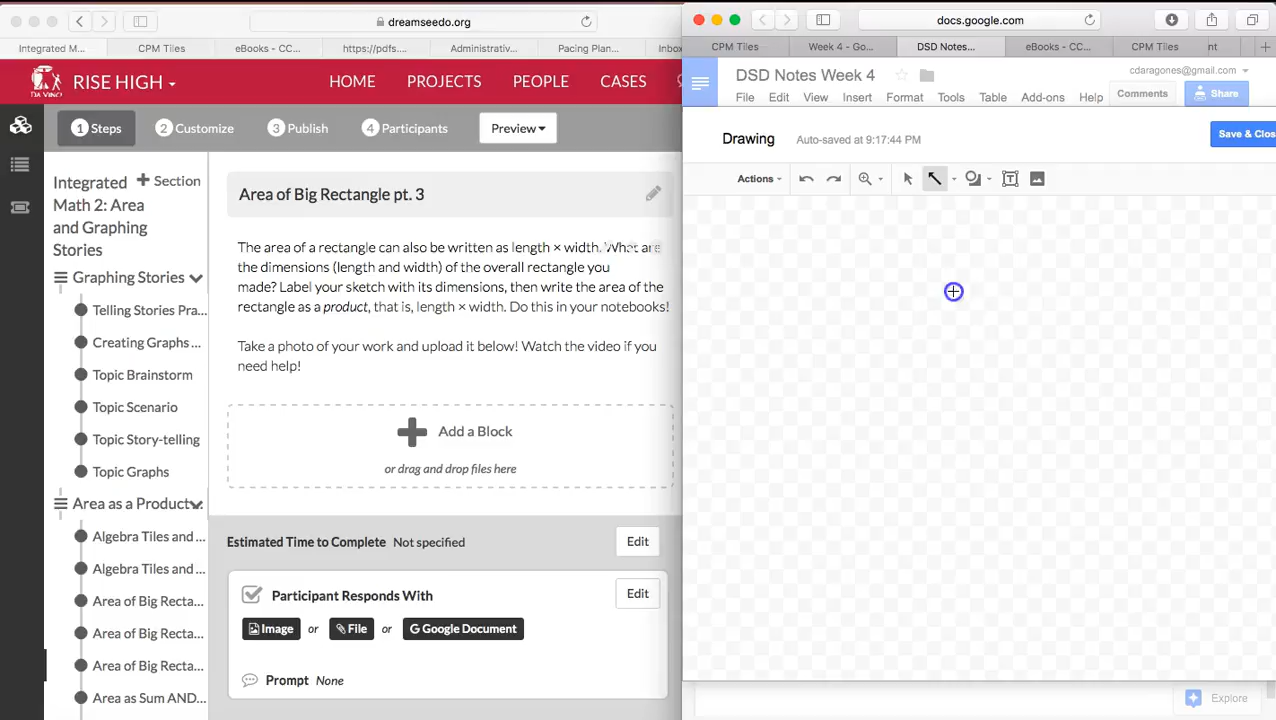 dreamseedo.org
Integrated M...
CPM Tiles
eBooks - CC...
https://pdfs....
Administrativ...
Pacing Plan...
Inbox
DA VINCI
RISE HIGH
HOME
PROJECTS
PEOPLE
CASES
1 Steps
2 Customize
3 Publish
4 Participants
Preview
Integrated
Math 2: Area
and Graphing
Stories
+ Section
Graphing Stories
Telling Stories Pra...
Creating Graphs ...
Topic Brainstorm
Topic Scenario
Topic Story-telling
Topic Graphs
Area as a Product...
Algebra Tiles and ...
Algebra Tiles and ...
Area of Big Recta...
Area of Big Recta...
Area of Big Recta...
Area as Sum AND...
Area of Big Rectangle pt. 3
The area of a rectangle can also be written as length × width. What are
the dimensions (length and width) of the overall rectangle you
made? Label your sketch with its dimensions, then write the area of the
rectangle as a product, that is, length × width. Do this in your notebooks!
Take a photo of your work and upload it below! Watch the video if you
need help!
Add a Block
or drag and drop files here
Estimated Time to Complete Not specified
Edit
Participant Responds With
Edit
Image or File or G Google Document
Prompt None
docs.google.com
CPM Tiles
Week 4 - Go...
DSD Notes...
eBooks - CC...
CPM Tiles
nt
DSD Notes Week 4
cdaragones@gmail.com
File Edit View Insert Format Tools Table Add-ons Help
Comments
Share
Drawing
Auto-saved at 9:17:44 PM
Save & Clos
Actions
Explore